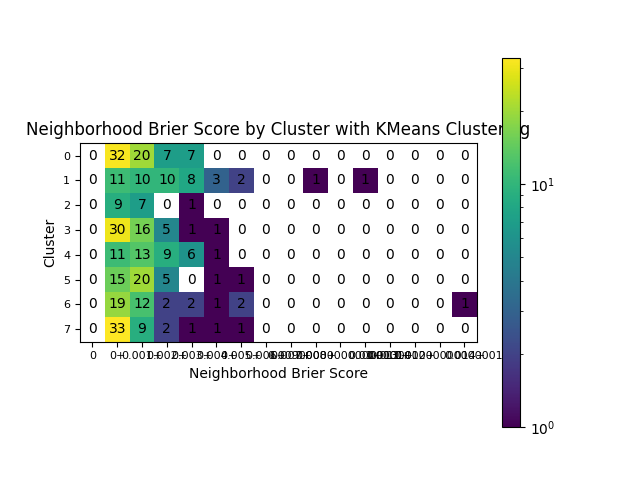 Neighborhood Brier Score by Cluster with KMeans Clustering
Cluster
0 0 32 20 7 7 0 0 0 0 0 0 0 0 0 0 0
1 0 11 10 10 8 3 2 0 0 1 0 1 0 0 0 0
2 0 9 7 0 1 0 0 0 0 0 0 0 0 0 0 0
3 0 30 16 5 1 1 0 0 0 0 0 0 0 0 0 0
4 0 11 13 9 6 1 0 0 0 0 0 0 0 0 0 0
5 0 15 20 5 0 1 1 0 0 0 0 0 0 0 0 0
6 0 19 12 2 2 1 2 0 0 0 0 0 0 0 0 1
7 0 33 9 2 1 1 1 0 0 0 0 0 0 0 0 0
0
Neighborhood Brier Score
10^1
10^0